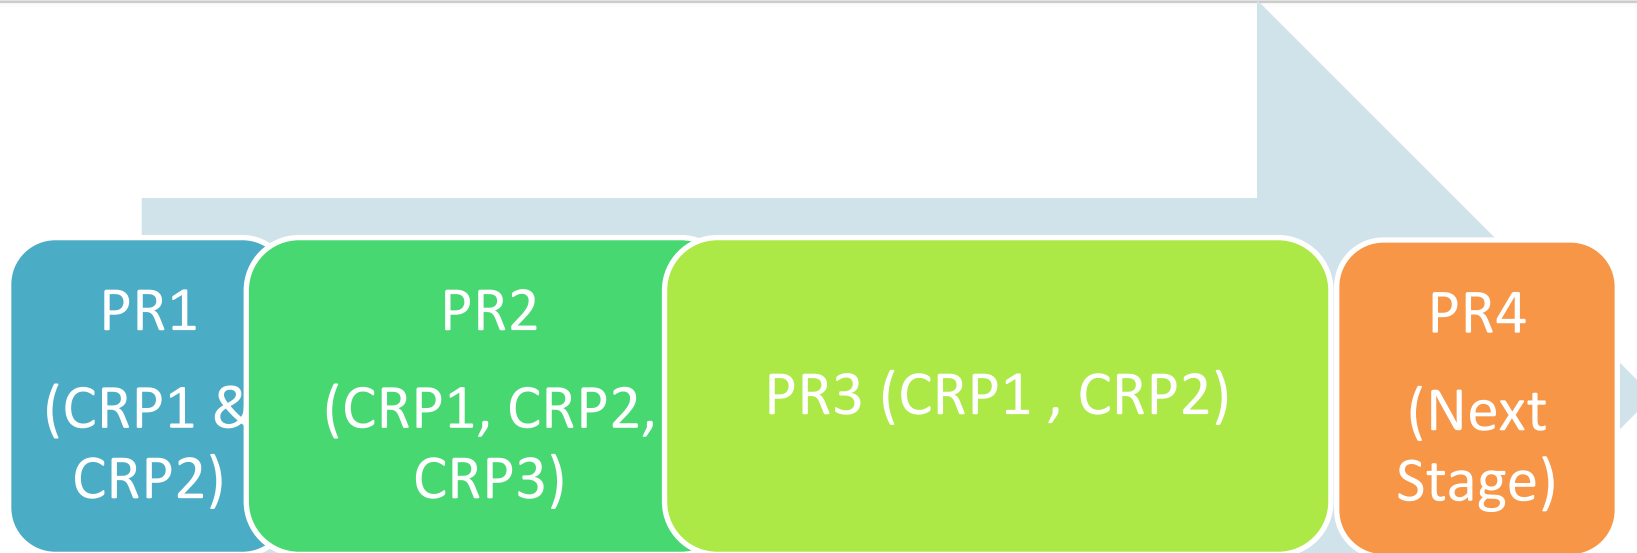 PR1
(CRP1 &
CRP2)
PR2
(CRP1, CRP2,
CRP3)
PR3 (CRP1 , CRP2)
PR4
(Next
Stage)